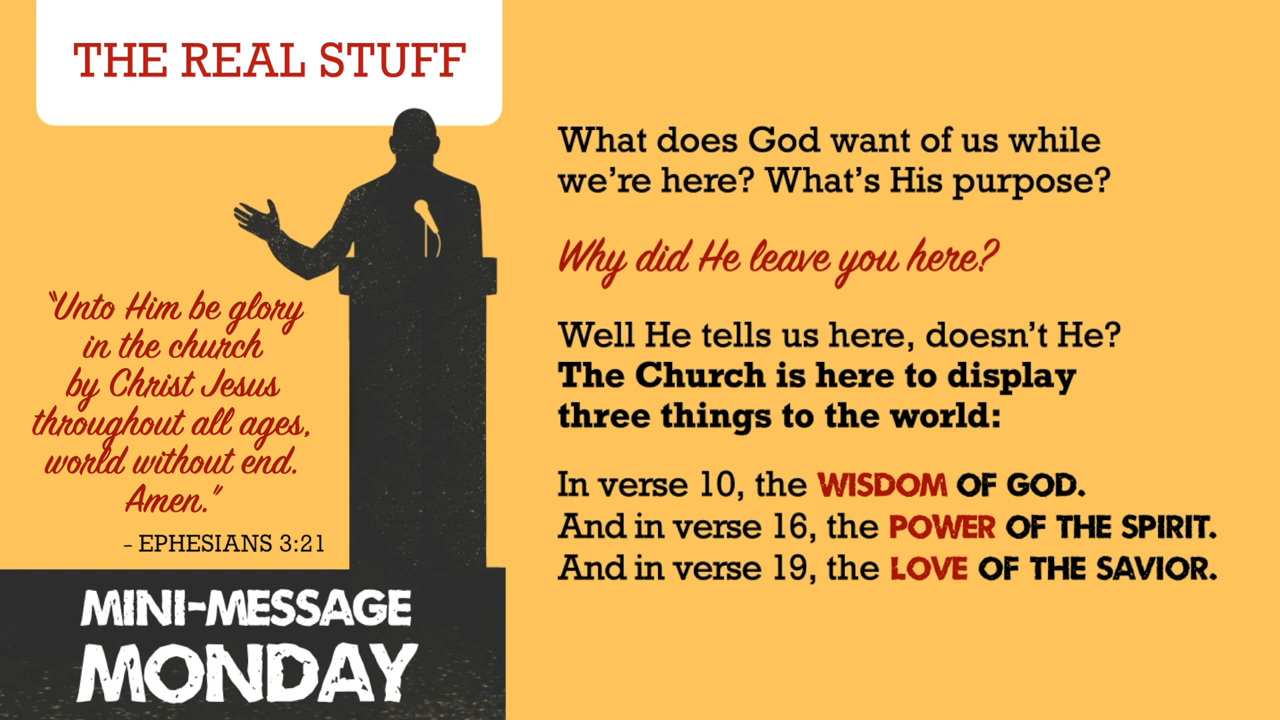 THE REAL STUFF
“Unto Him be glory
in the church
by Christ Jesus
throughout all ages,
world without end.
Amen.”
- EPHESIANS 3:21
MINI-MESSAGE
MONDAY
What does God want of us while
we’re here? What’s His purpose?
Why did He leave you here?
Well He tells us here, doesn’t He?
The Church is here to display
three things to the world:
In verse 10, the WISDOM OF GOD.
And in verse 16, the POWER OF THE SPIRIT.
And in verse 19, the LOVE OF THE SAVIOR.